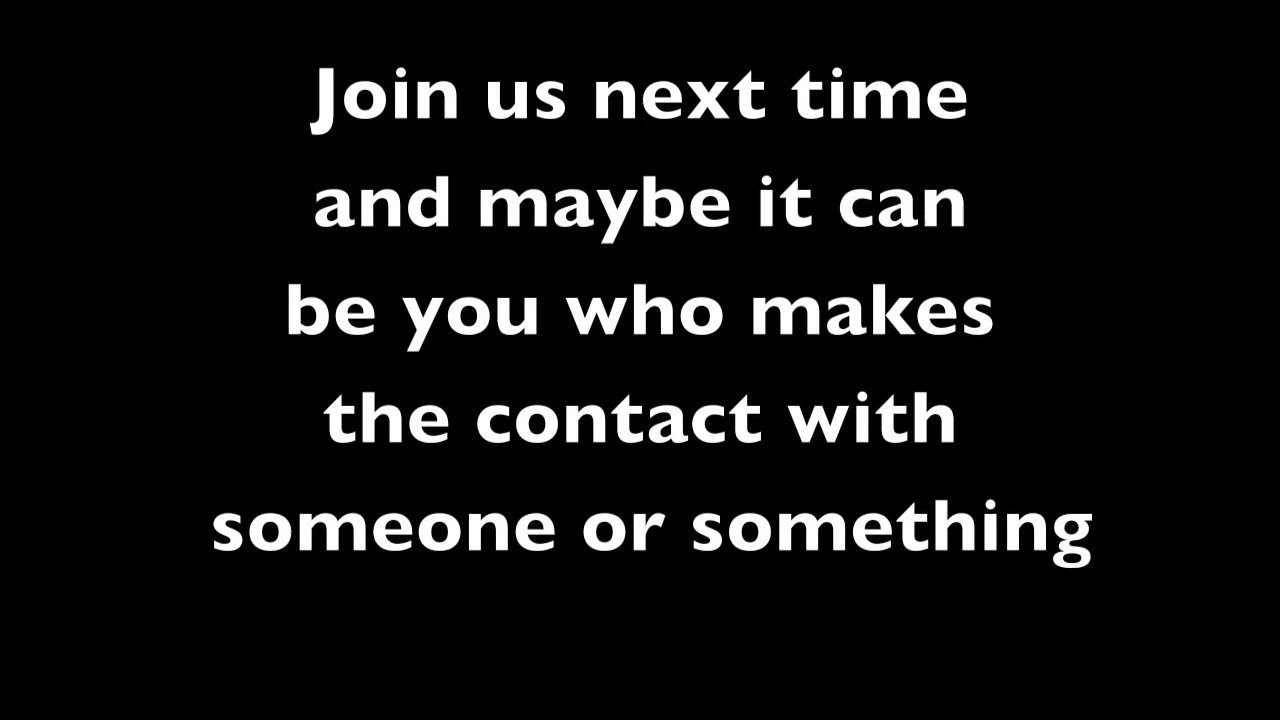 Join us next time
and maybe it can
be you who makes
the contact with
someone or something